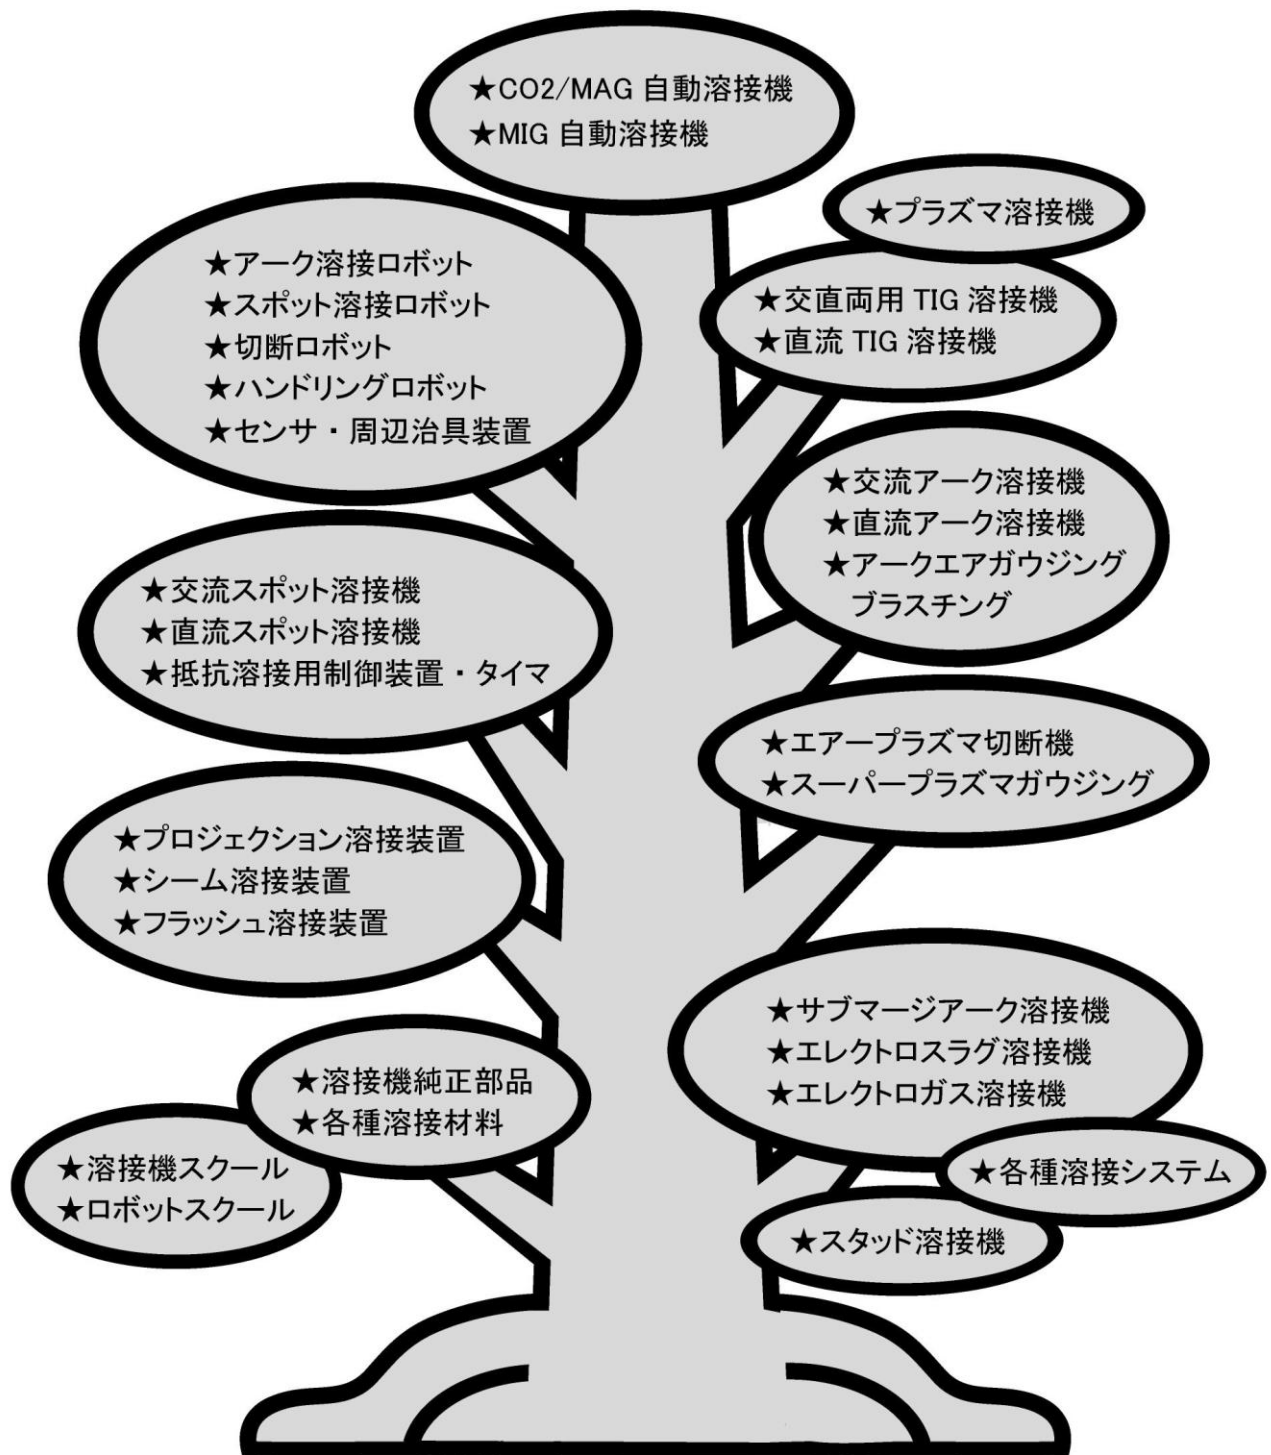 ★CO2/MAG 自動溶接機
★MIG 自動溶接機
★プラズマ溶接機
★交直両用 TIG 溶接機
★直流 TIG 溶接機
★アーク溶接ロボット
★スポット溶接ロボット
★切断ロボット
★ハンドリングロボット
★センサ・周辺治具装置
★交流アーク溶接機
★直流アーク溶接機
★アークエアガウジング
ブラスチング
★交流スポット溶接機
★直流スポット溶接機
★抵抗溶接用制御装置・タイマ
★エアープラズマ切断機
★スーパープラズマガウジング
★プロジェクション溶接装置
★シーム溶接装置
★フラッシュ溶接装置
★サブマージアーク溶接機
★エレクトロスラグ溶接機
★エレクトロガス溶接機
★溶接機純正部品
★各種溶接材料
★溶接機スクール
★ロボットスクール
★各種溶接システム
★スタッド溶接機